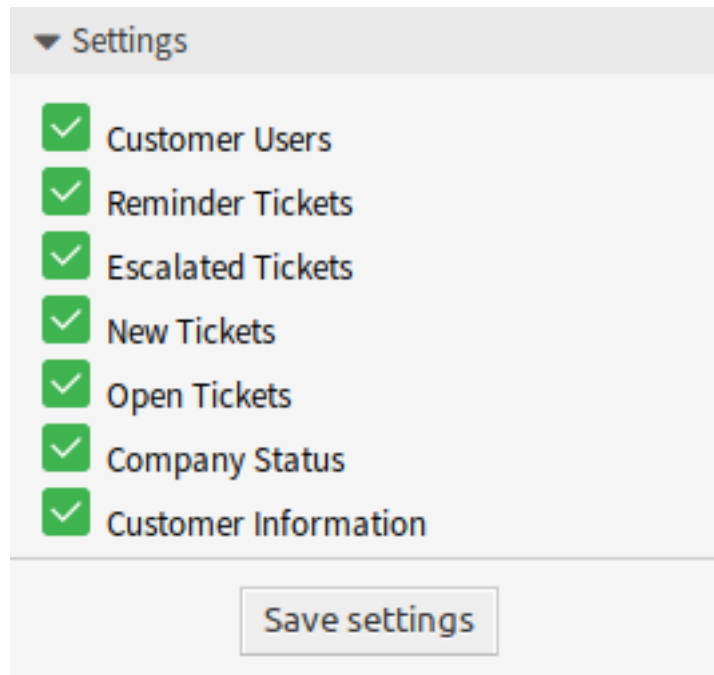 Settings
Customer Users
Reminder Tickets
Escalated Tickets
New Tickets
Open Tickets
Company Status
Customer Information
Save settings